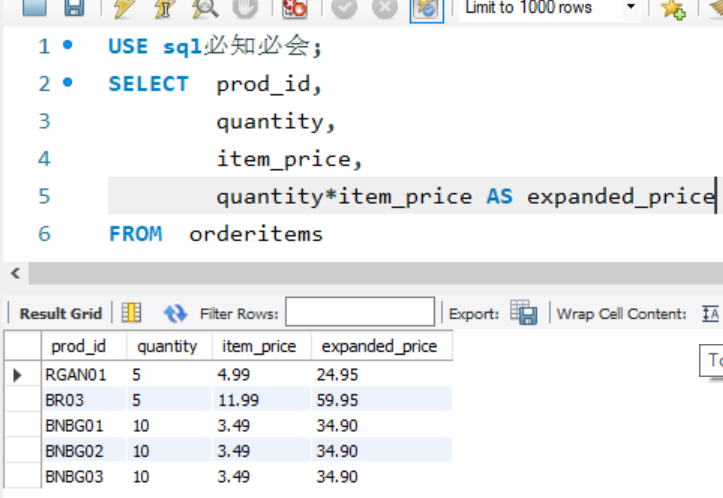 Limit to 1000 rows
1 USE sql必知必会;
2 SELECT prod_id,
3 quantity,
4 item_price,
5 quantity*item_price AS expanded_price
6 FROM orderitems
Result Grid Filter Rows: Export: Wrap Cell Content: IA
To
prod_id quantity item_price expanded_price
RGAN01 5 4.99 24.95
BR03 5 11.99 59.95
BNBG01 10 3.49 34.90
BNBG02 10 3.49 34.90
BNBG03 10 3.49 34.90